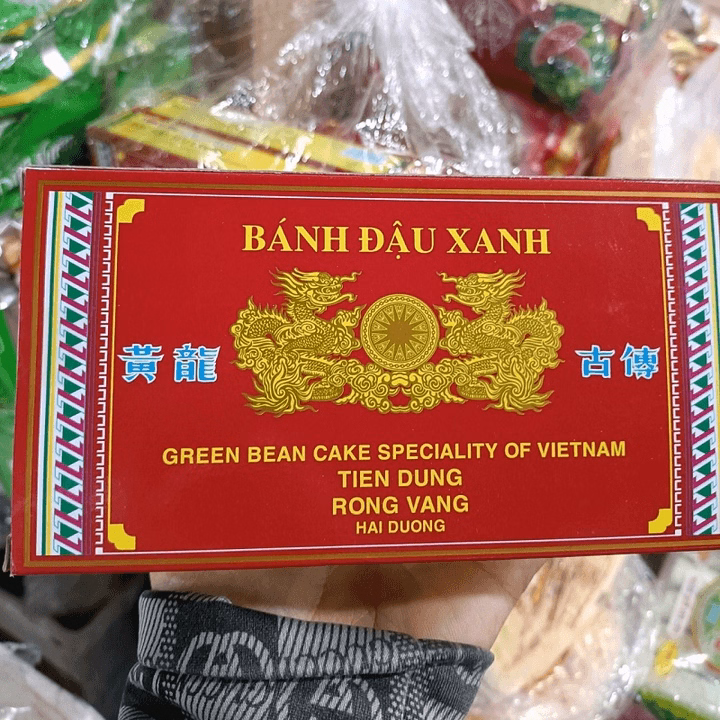 BÁNH ĐẬU XANH
黃龍
古傳
GREEN BEAN CAKE SPECIALITY OF VIETNAM
TIEN DUNG
RONG VANG
HAI DUONG